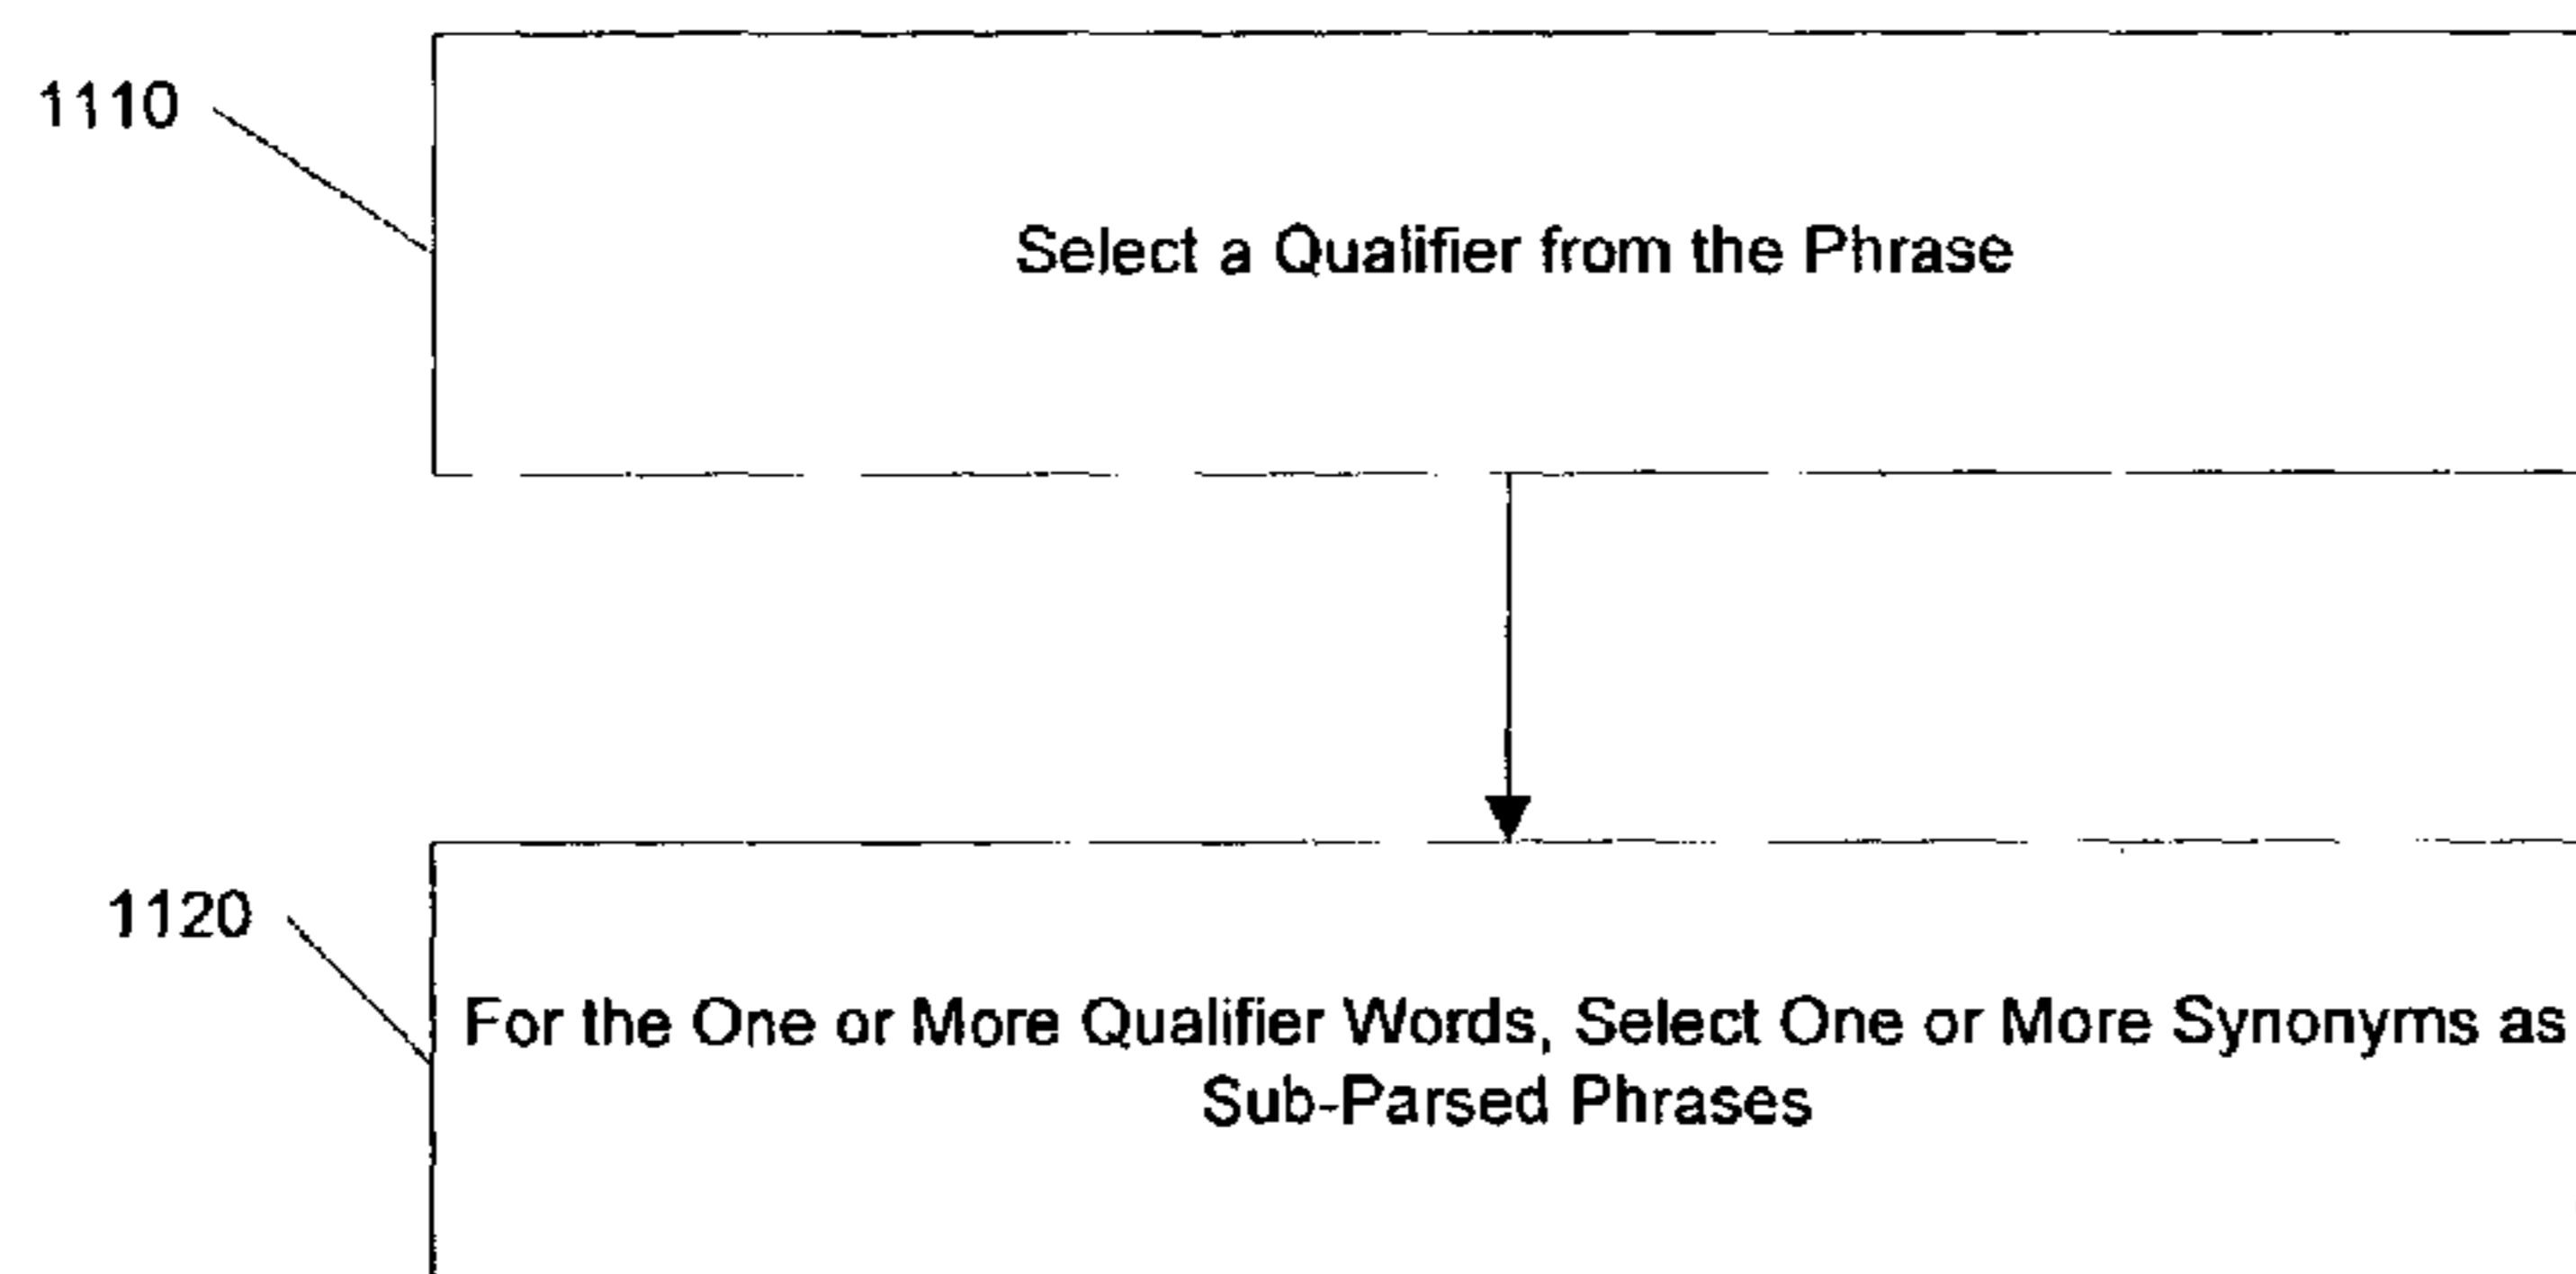 1110
Select a Qualifier from the Phrase
1120
For the One or More Qualifier Words, Select One or More Synonyms as
Sub-Parsed Phrases